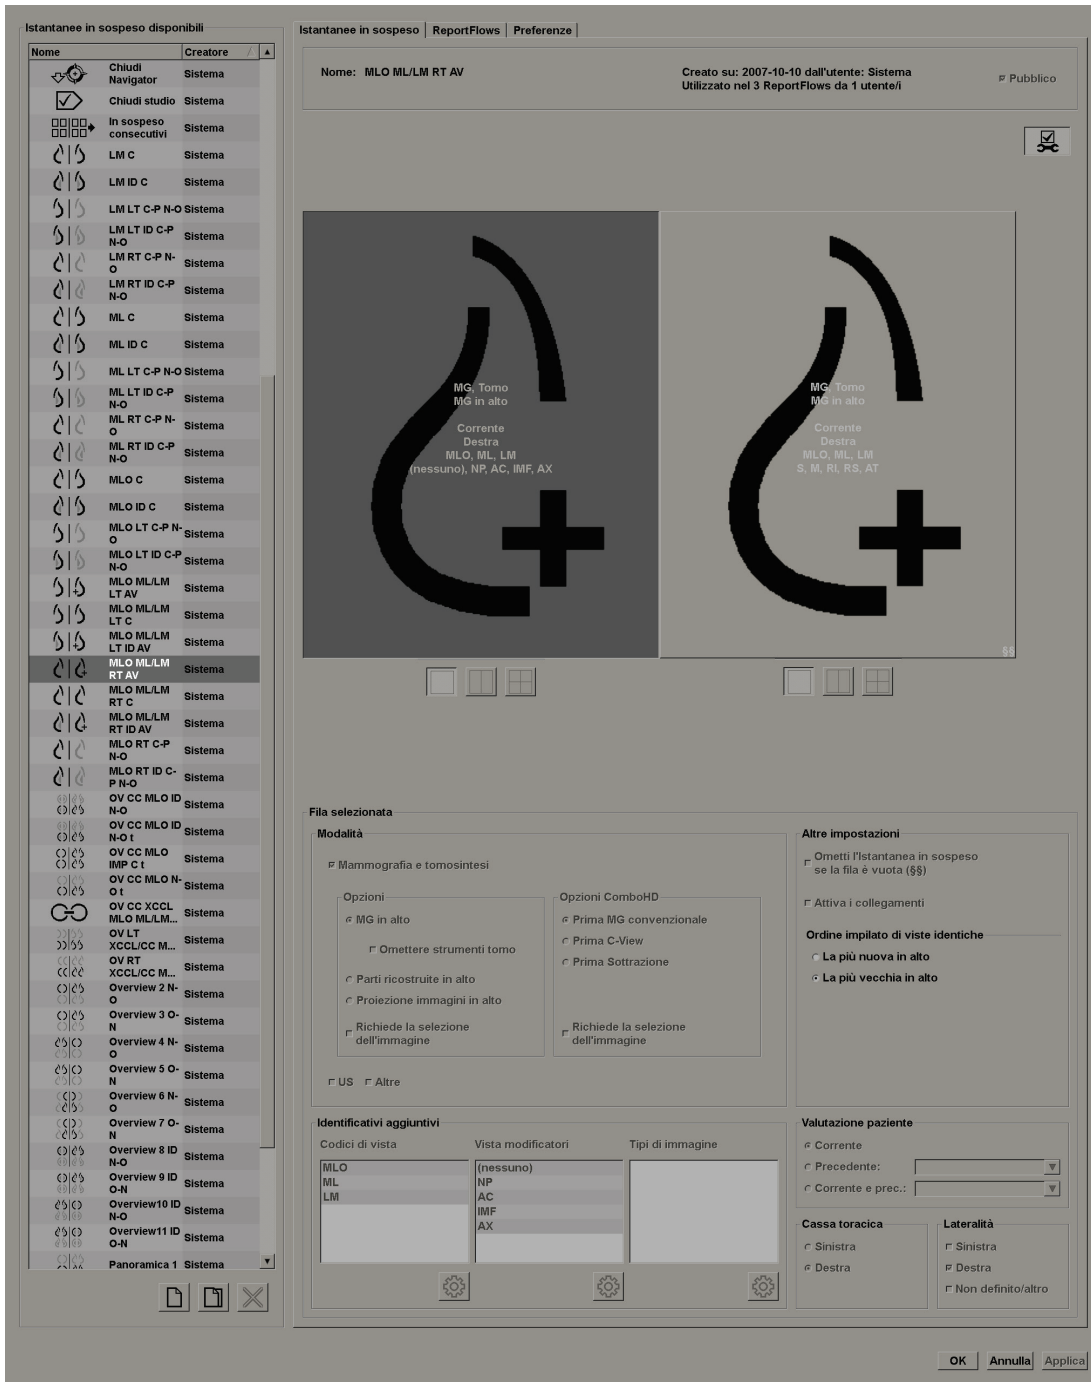 Istantanee in sospeso disponibili
Nome Creatore
Chiudi
Navigator Sistema
Chiudi studio Sistema
In sospeso
consecutivi Sistema
LM C Sistema
LM ID C Sistema
LM LT C-P N-O Sistema
LM LT ID C-P
N-O Sistema
LM RT C-P N-
O Sistema
LM RT ID C-P
N-O Sistema
ML C Sistema
ML ID C Sistema
ML LT C-P N-O Sistema
ML LT ID C-P
N-O Sistema
ML RT C-P N-
O Sistema
ML RT ID C-P
N-O Sistema
MLO C Sistema
MLO ID C Sistema
MLO LT C-P N-
O Sistema
MLO LT ID C-P
N-O Sistema
MLO ML/LM
LT AV Sistema
MLO ML/LM
LT C Sistema
MLO ML/LM
LT ID AV Sistema
MLO ML/LM
RT AV Sistema
MLO ML/LM
RT C Sistema
MLO ML/LM
RT ID AV Sistema
MLO RT C-P
N-O Sistema
MLO RT ID C-
P N-O Sistema
OV CC MLO ID
N-O Sistema
OV CC MLO ID
N-O t Sistema
OV CC MLO
IMP C t Sistema
OV CC MLO N-
O t Sistema
OV CC XCCL
MLO ML/LM... Sistema
OV LT
XCCL/CC M... Sistema
OV RT
XCCL/CC M... Sistema
Overview 2 N-
O Sistema
Overview 3 O-
N Sistema
Overview 4 N-
O Sistema
Overview 5 O-
N Sistema
Overview 6 N-
O Sistema
Overview 7 O-
N Sistema
Overview 8 ID
N-O Sistema
Overview 9 ID
O-N Sistema
Overview10 ID
N-O Sistema
Overview11 ID
O-N Sistema
Panoramica 1 Sistema
Istantanee in sospeso ReportFlows Preferenze
Nome: MLO ML/LM RT AV
Creato su: 2007-10-10 dall'utente: Sistema
Utilizzato nel 3 ReportFlows da 1 utente/i
Pubblico
MG, Tomo
MG in alto
Corrente
Destra
MLO, ML, LM
(nessuno), NP, AC, IMF, AX
MG, Tomo
MG in alto
Corrente
Destra
MLO, ML, LM
S, M, RI, RS, AT
§§
Fila selezionata
Modalità
Mammografia e tomosintesi
Opzioni
MG in alto
Omettere strumenti tomo
Parti ricostruite in alto
Proiezione immagini in alto
Richiede la selezione
dell'immagine
Opzioni ComboHD
Prima MG convenzionale
Prima C-View
Prima Sottrazione
Richiede la selezione
dell'immagine
US Altre
Altre impostazioni
Ometti l'Istantanea in sospeso
se la fila è vuota (§§)
Attiva i collegamenti
Ordine impilato di viste identiche
La più nuova in alto
La più vecchia in alto
Identificativi aggiuntivi
Codici di vista Vista modificatori Tipi di immagine
MLO
ML
LM
(nessuno)
NP
AC
IMF
AX
Valutazione paziente
Corrente
Precedente:
Corrente e prec.:
Cassa toracica
Sinistra
Destra
Lateralità
Sinistra
Destra
Non definito/altro
OK Annulla Applica